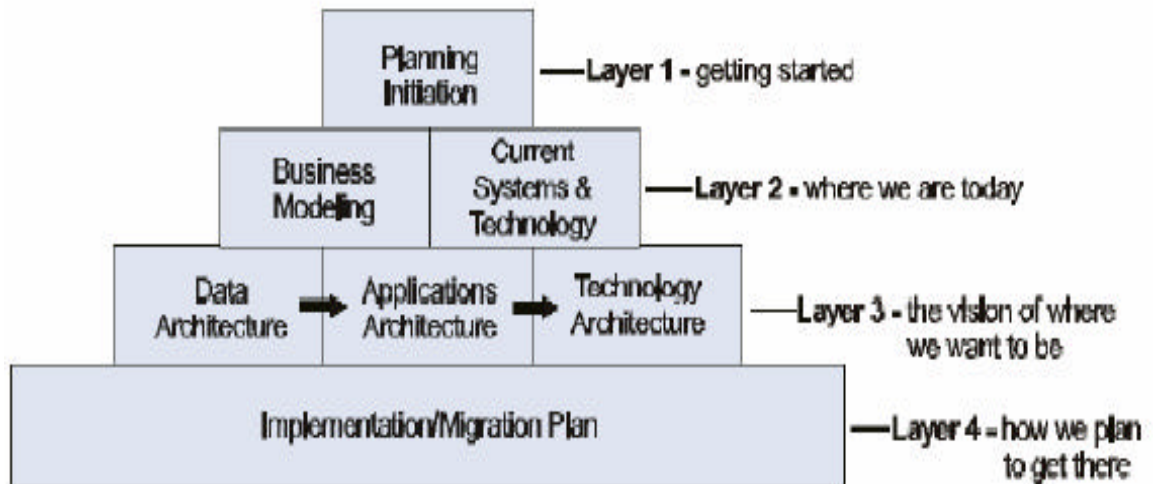 Planning
Initiation
Layer 1 - getting started
Business
Modeling
Current
Systems &
Technology
Layer 2 - where we are today
Data
Architecture
Applications
Architecture
Technology
Architecture
Layer 3 - the vision of where
we want to be
Implementation/Migration Plan
Layer 4 - how we plan
to get there